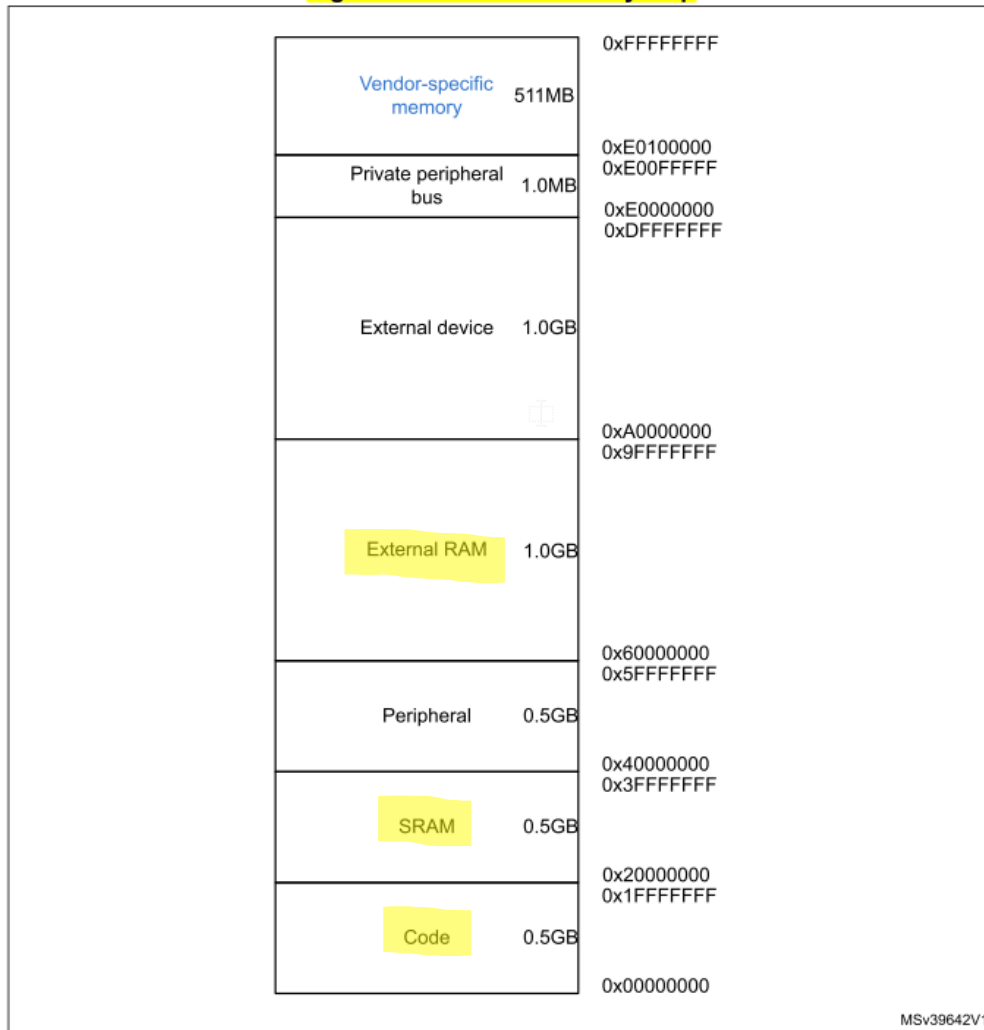 0xFFFFFFFF
Vendor-specific
memory
511MB
0xE0100000
0xE00FFFFF
Private peripheral
bus
1.0MB
0xE0000000
0xDFFFFFFF
External device
1.0GB
0xA0000000
0x9FFFFFFF
External RAM
1.0GB
0x60000000
0x5FFFFFFF
Peripheral
0.5GB
0x40000000
0x3FFFFFFF
SRAM
0.5GB
0x20000000
0x1FFFFFFF
Code
0.5GB
0x00000000
MSv39642V1